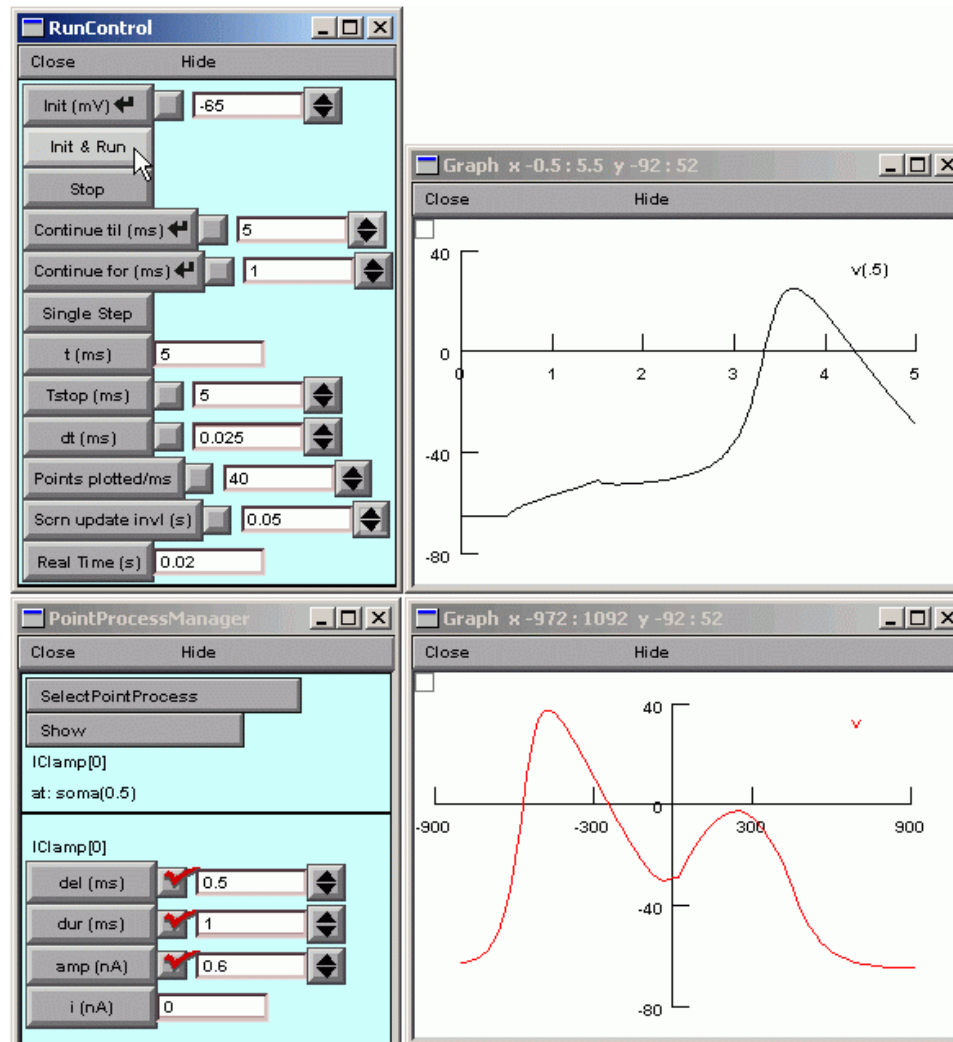 RunControl
Close Hide
Init (mV) -65
Init & Run
Stop
Continue til (ms) 5
Continue for (ms) 1
Single Step
t (ms) 5
Tstop (ms) 5
dt (ms) 0.025
Points plotted/ms 40
Scrn update invl (s) 0.05
Real Time (s) 0.02
Graph x -0.5 : 5.5 y -92 : 52
Close Hide
40
v(.5)
0
0 1 2 3 4 5
-40
-80
PointProcessManager
Close Hide
SelectPointProcess
Show
IClamp[0]
at: soma(0.5)
IClamp[0]
del (ms) 0.5
dur (ms) 1
amp (nA) 0.6
i (nA) 0
Graph x -972 : 1092 y -92 : 52
Close Hide
40
v
0
-900 -300 300 900
-40
-80